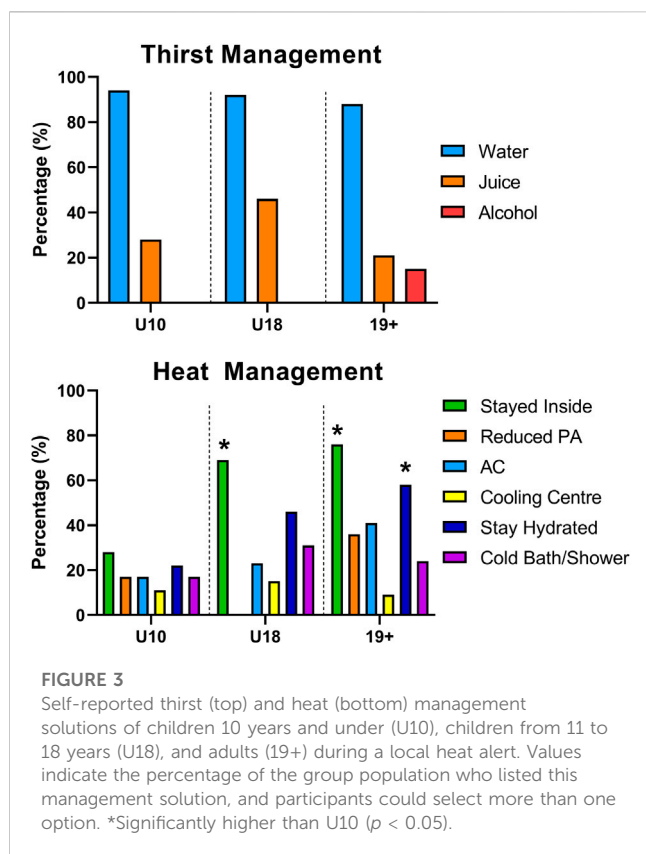 Thirst Management
Percentage (%)
100
80
60
40
20
0
U10
U18
19+
Water
Juice
Alcohol
Heat Management
Percentage (%)
100
80
60
40
20
0
*
*
*
U10
U18
19+
Stayed Inside
Reduced PA
AC
Cooling Centre
Stay Hydrated
Cold Bath/Shower
FIGURE 3
Self-reported thirst (top) and heat (bottom) management
solutions of children 10 years and under (U10), children from 11 to
18 years (U18), and adults (19+) during a local heat alert. Values
indicate the percentage of the group population who listed this
management solution, and participants could select more than one
option. *Significantly higher than U10 (p < 0.05).